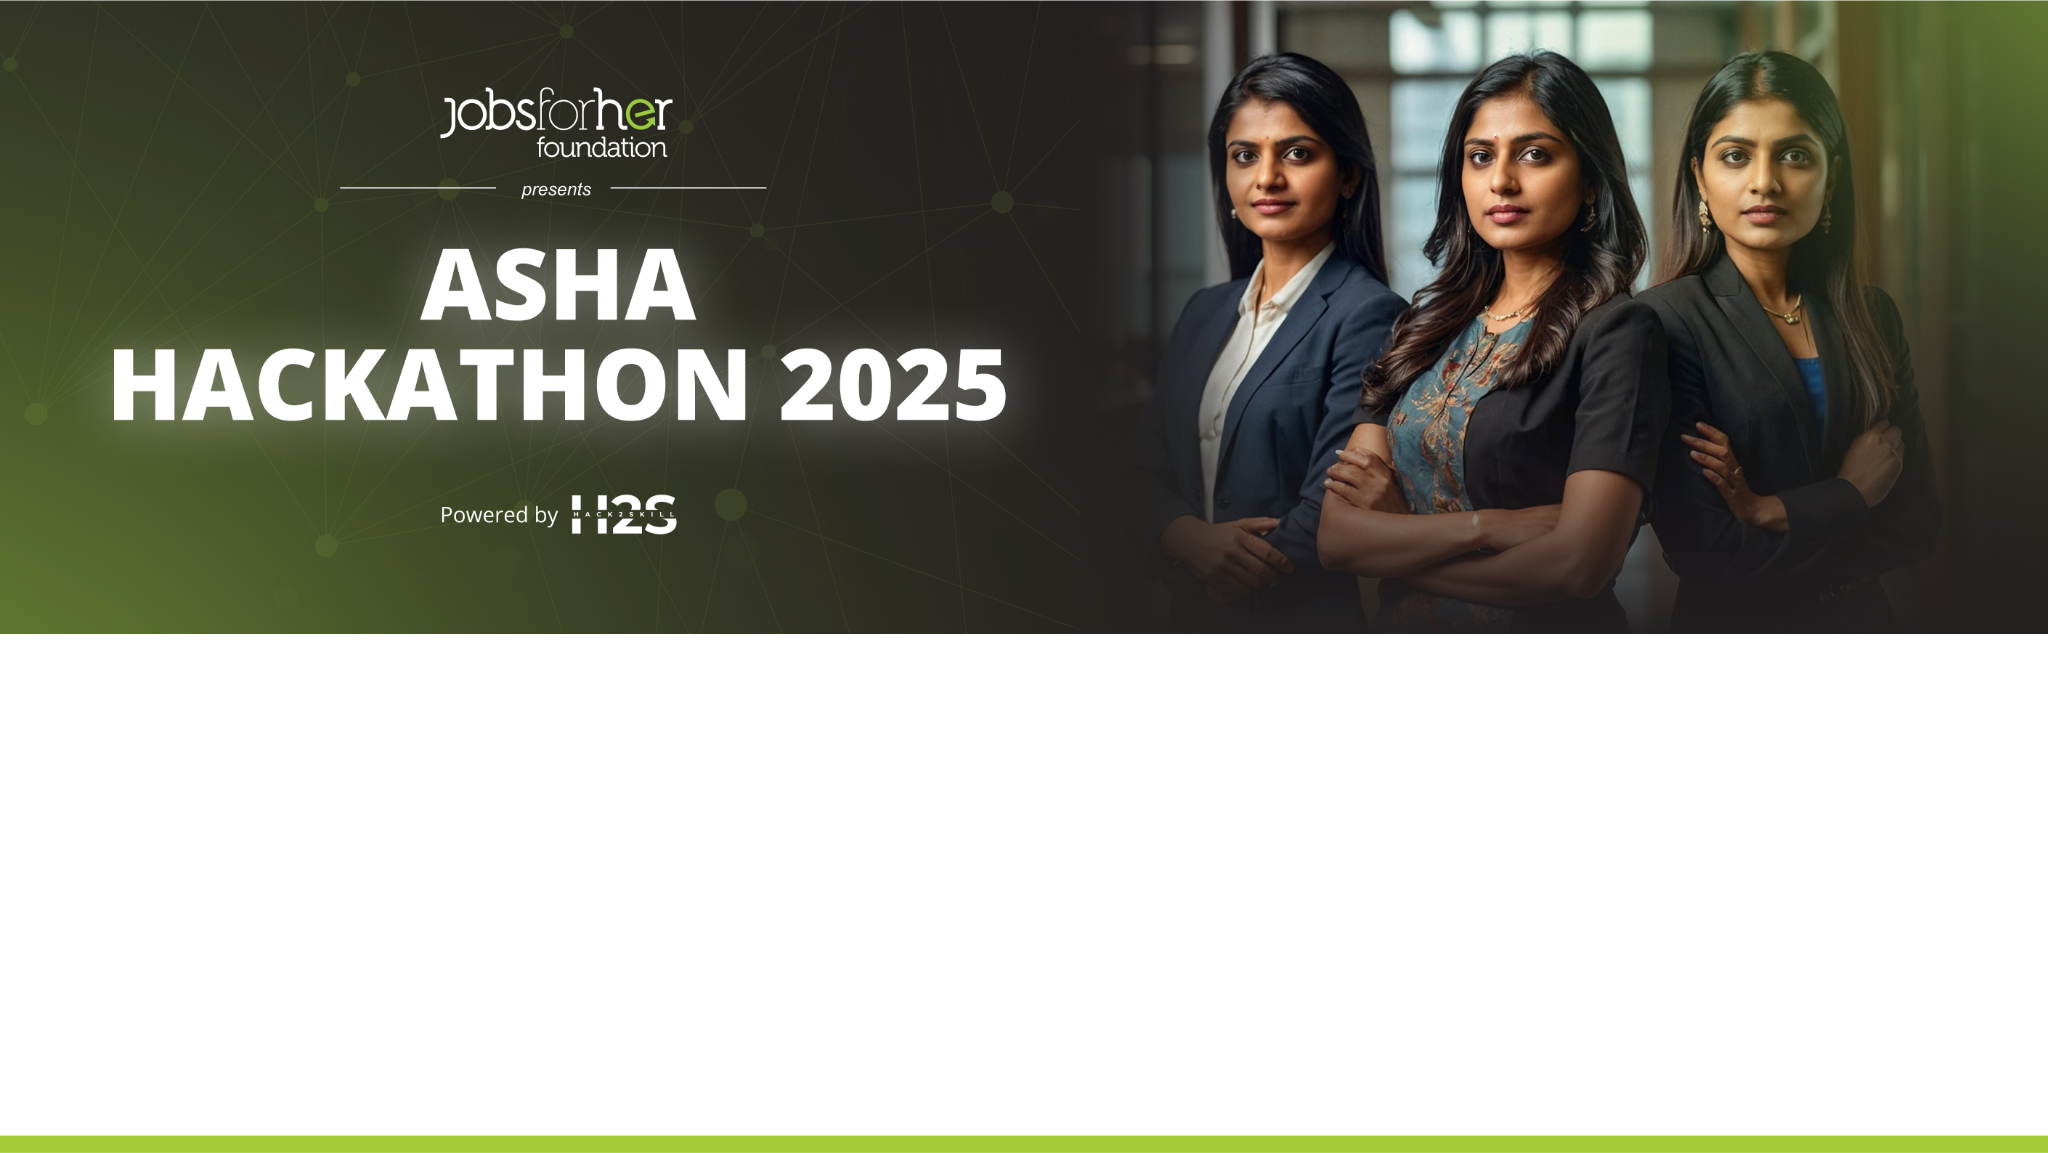 jobsforher
foundation
presents
ASHA
HACKATHON 2025
Powered by H2S
HACK2SKILL